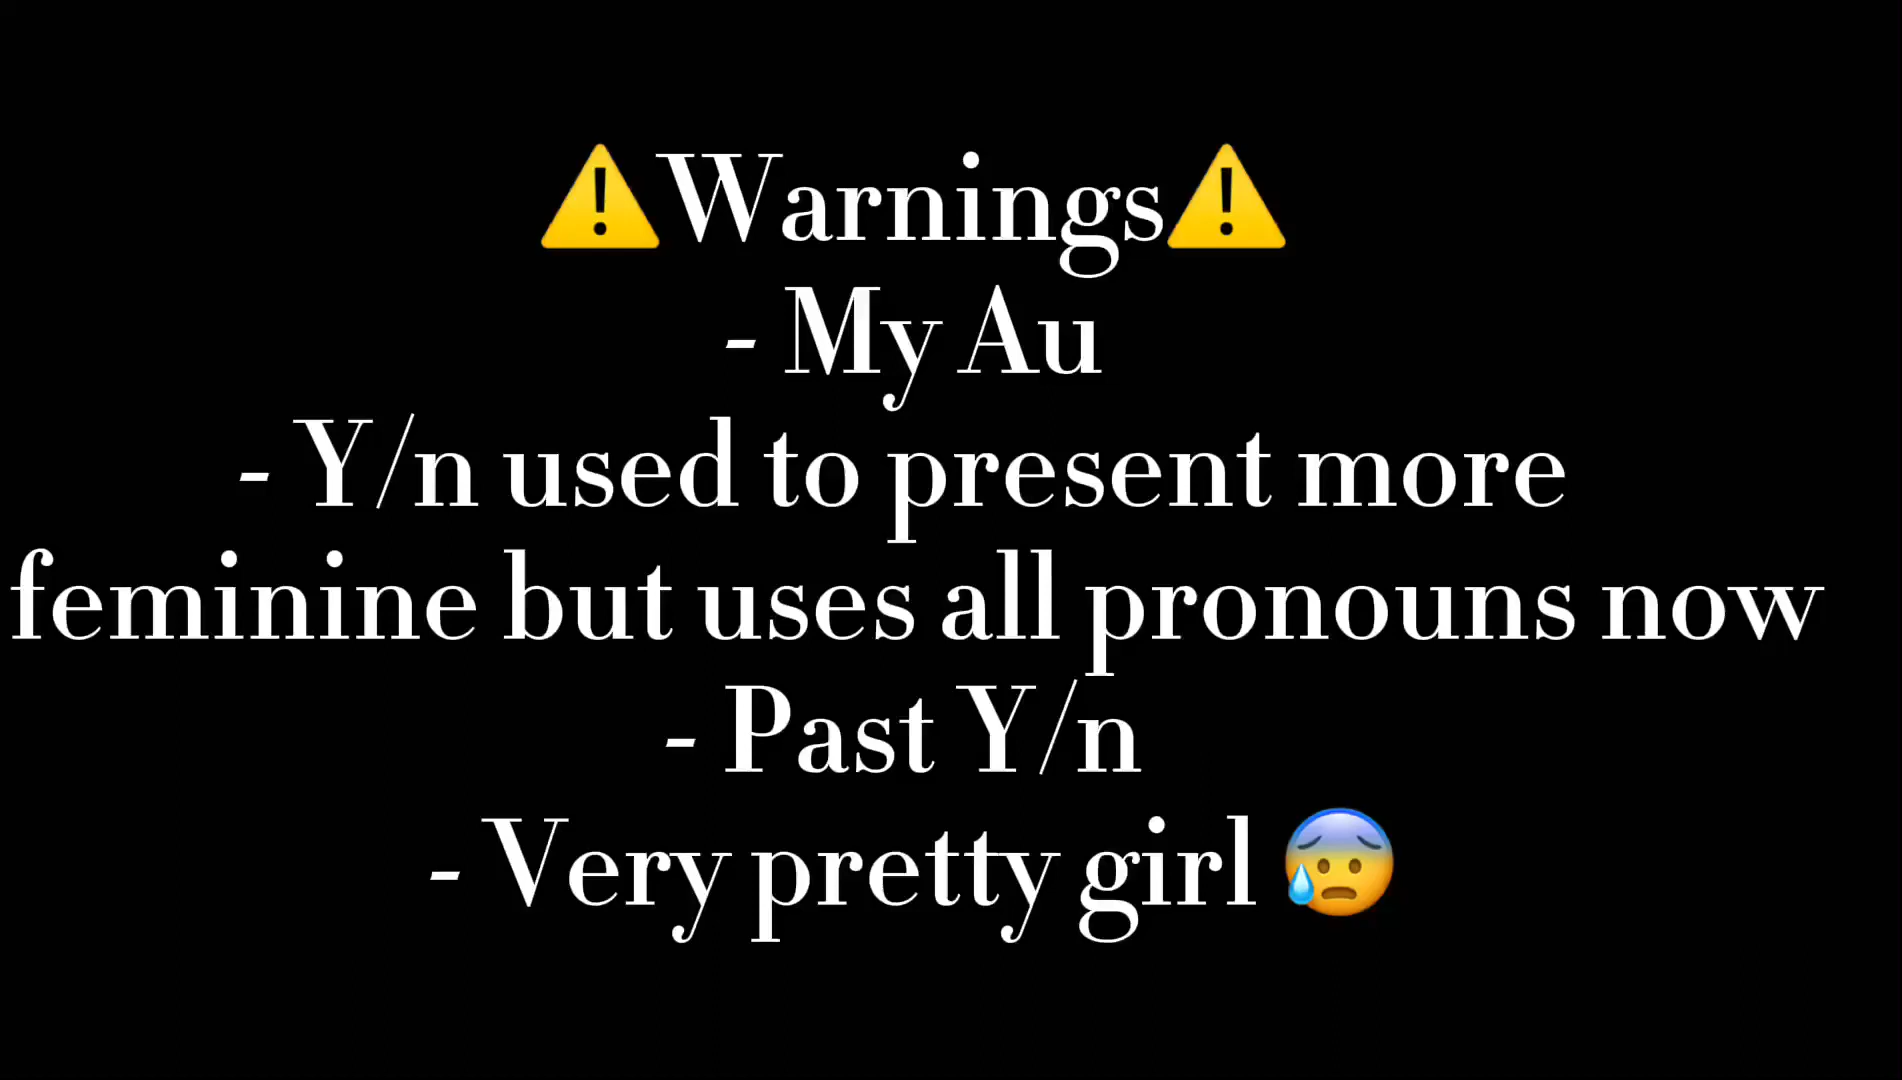 ⚠️Warnings⚠️
- My Au
- Y/n used to present more
feminine but uses all pronouns now
- Past Y/n
- Very pretty girl 😰